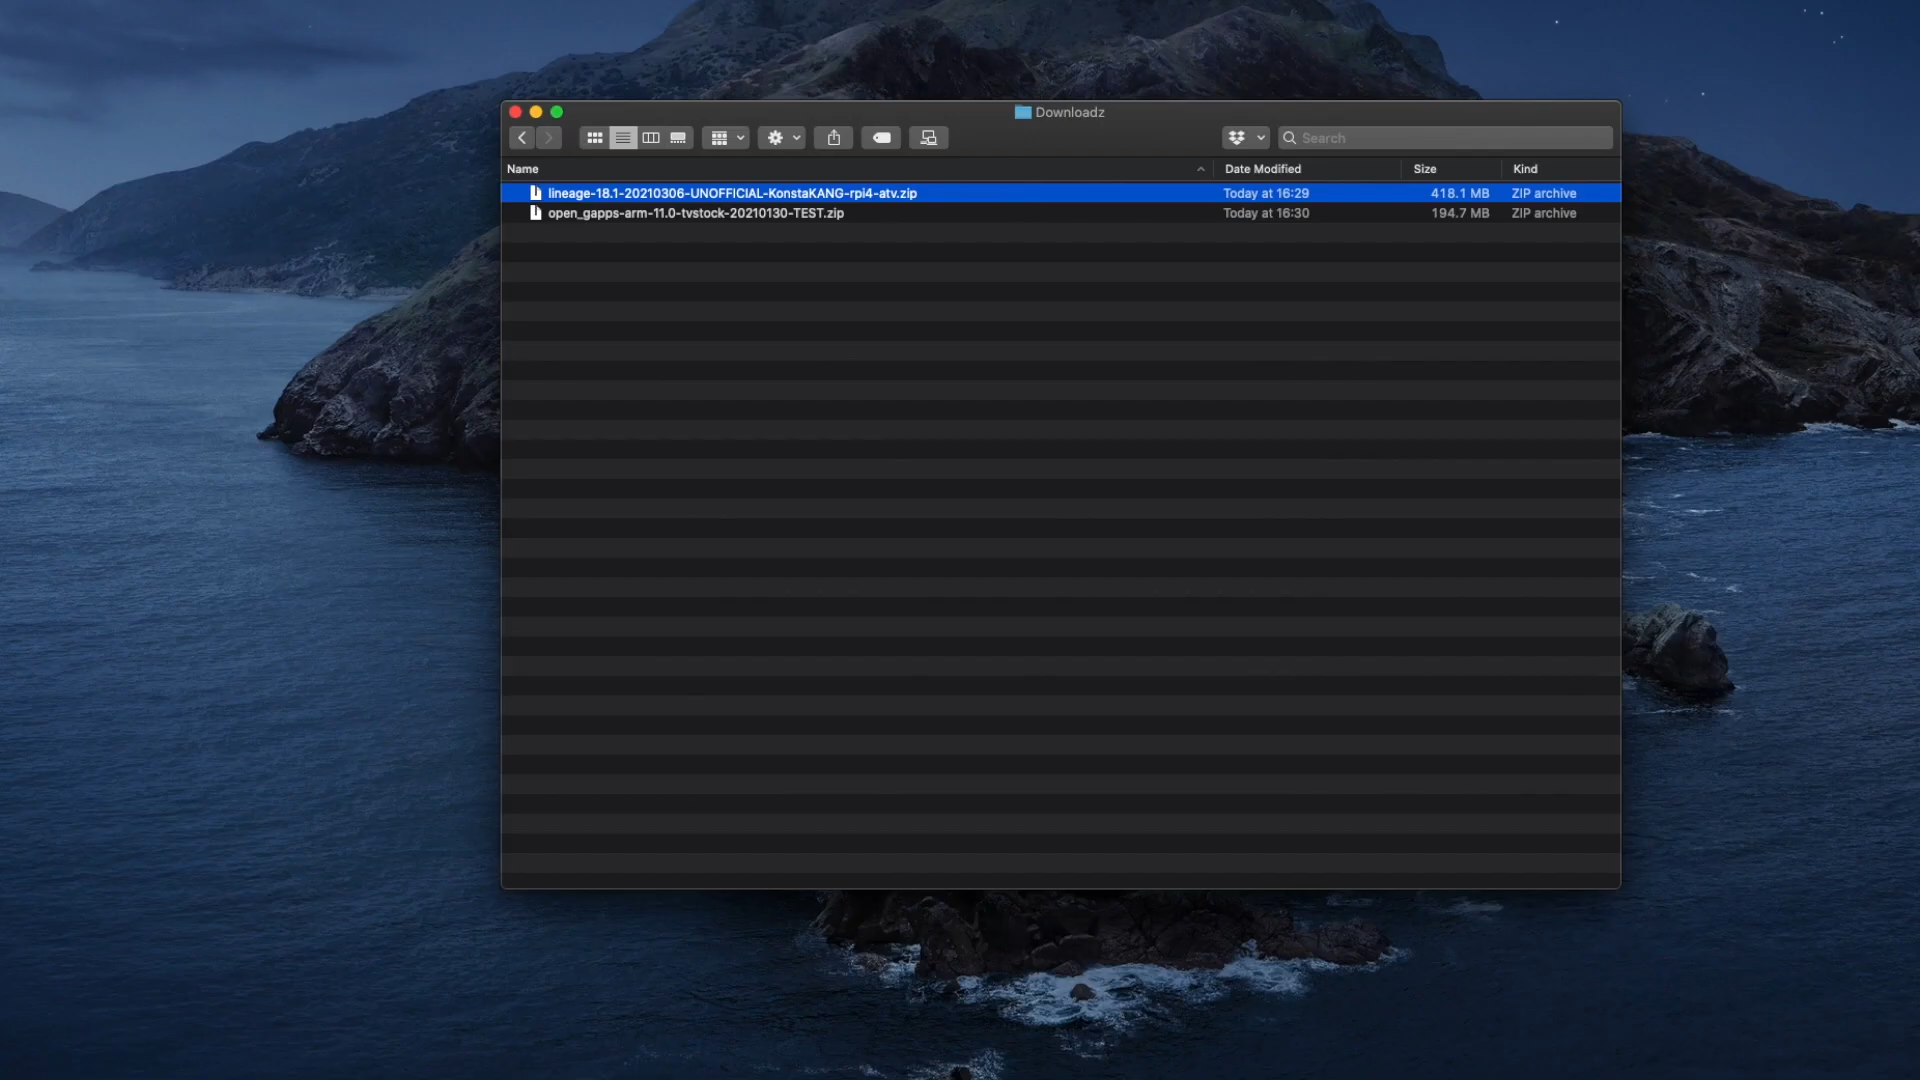 Downloadz
Search
Name Date Modified Size Kind
lineage-18.1-20210306-UNOFFICIAL-KonstaKANG-rpi4-atv.zip Today at 16:29 418.1 MB ZIP archive
open_gapps-arm-11.0-tvstock-20210130-TEST.zip Today at 16:30 194.7 MB ZIP archive